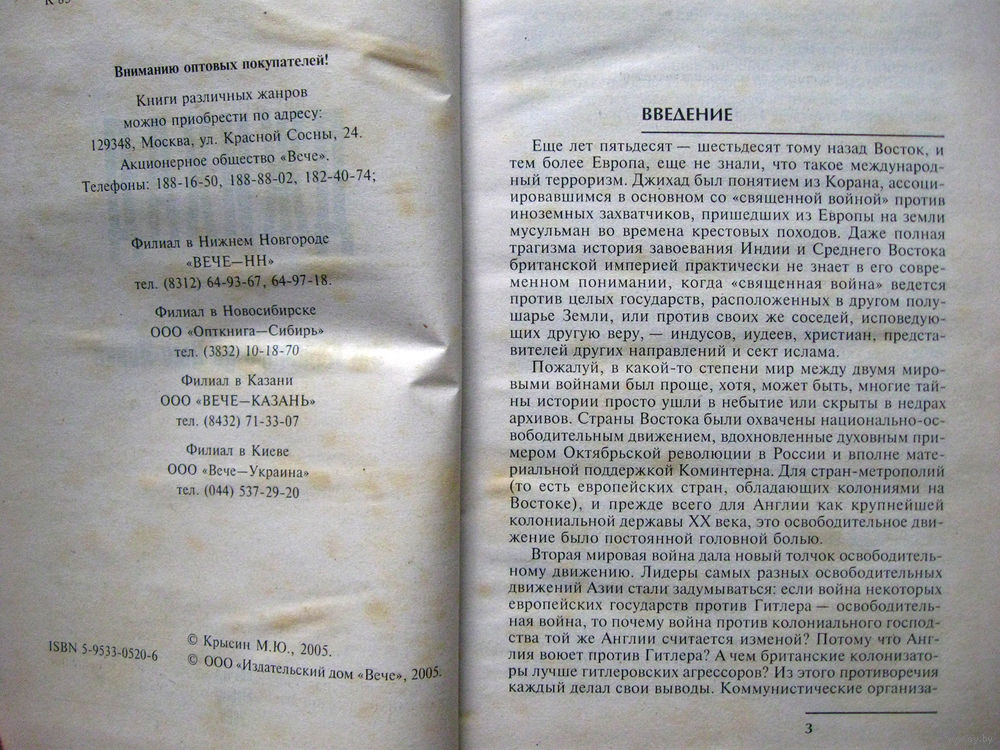 К 85
Вниманию оптовых покупателей!
Книги различных жанров
можно приобрести по адресу:
129348, Москва, ул. Красной Сосны, 24.
Акционерное общество «Вече».
Телефоны: 188-16-50, 188-88-02, 182-40-74;
Филиал в Нижнем Новгороде
«ВЕЧЕ—НН»
тел. (8312) 64-93-67, 64-97-18.
Филиал в Новосибирске
ООО «Опткнига—Сибирь»
тел. (3832) 10-18-70
Филиал в Казани
ООО «ВЕЧЕ—КАЗАНЬ»
тел. (8432) 71-33-07
Филиал в Киеве
ООО «Вече—Украина»
тел. (044) 537-29-20
ISBN 5-9533-0520-6
© Крысин М.Ю., 2005.
© ООО «Издательский дом «Вече», 2005.
ВВЕДЕНИЕ
Еще лет пятьдесят — шестьдесят тому назад Восток, и
тем более Европа, еще не знали, что такое международ-
ный терроризм. Джихад был понятием из Корана, ассоци-
ировавшимся в основном со «священной войной» против
иноземных захватчиков, пришедших из Европы на земли
мусульман во времена крестовых походов. Даже полная
трагизма история завоевания Индии и Среднего Востока
британской империей практически не знает в его совре-
менном понимании, когда «священная война» ведется
против целых государств, расположенных в другом полу-
шарье Земли, или против своих же соседей, исповедую-
щих другую веру, — индусов, иудеев, христиан, предста-
вителей других направлений и сект ислама.
Пожалуй, в какой-то степени мир между двумя миро-
выми войнами был проще, хотя, может быть, многие тай-
ны истории просто ушли в небытие или скрыты в недрах
архивов. Страны Востока были охвачены национально-ос-
вободительным движением, вдохновленные духовным при-
мером Октябрьской революции в России и вполне мате-
риальной поддержкой Коминтерна. Для стран-метрополий
(то есть европейских стран, обладающих колониями на
Востоке), и прежде всего для Англии как крупнейшей
колониальной державы XX века, это освободительное дви-
жение было постоянной головной болью.
Вторая мировая война дала новый толчок освободитель-
ному движению. Лидеры самых разных освободительных
движений Азии стали задумываться: если война некоторых
европейских государств против Гитлера — освободитель-
ная война, то почему война против колониального господ-
ства той же Англии считается изменой? Потому что Анг-
лия воюет против Гитлера? А чем британские колонизато-
ры лучше гитлеровских агрессоров? Из этого противоречия
каждый делал свои выводы. Коммунистические организа-
3